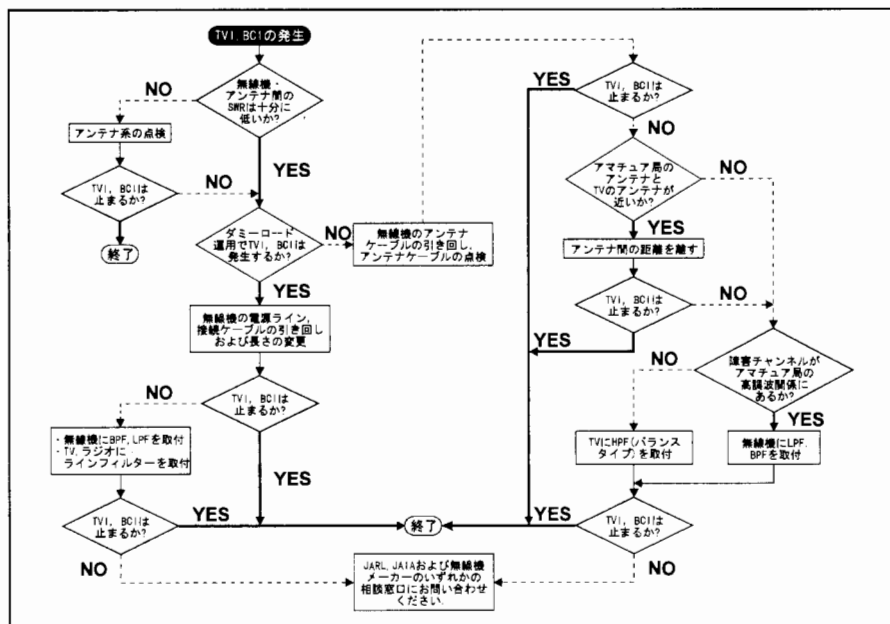 TVI, BCIの発生
無線機・
アンテナ間の
SWRは十分に
低いか?
NO
YES
アンテナ系の点検
TVI, BCIは
止まるか?
NO
終了
ダミーロード
運用でTVI, BCIは
発生するか?
NO
YES
無線機のアンテナ
ケーブルの引き回し,
アンテナケーブルの点検
無線機の電源ライン,
接続ケーブルの引き回し
および長さの変更
TVI, BCIは
止まるか?
NO
YES
・無線機にBPF, LPFを取付
・TV, ラジオに
ラインフィルターを取付
TVI, BCIは
止まるか?
YES
NO
終了
TVI, BCIは
止まるか?
YES
NO
アマチュア局の
アンテナと
TVのアンテナが
近いか?
NO
YES
アンテナ間の距離を離す
TVI, BCIは
止まるか?
NO
YES
障害チャンネルが
アマチュア局の
高調波関係に
あるか?
NO
YES
TVにHPF(バランス
タイプ)を取付
無線機にLPF,
BPFを取付
TVI, BCIは
止まるか?
YES
NO
JARL, JAIAおよび無線機
メーカーのいずれかの
相談窓口にお問い合わせ
ください.